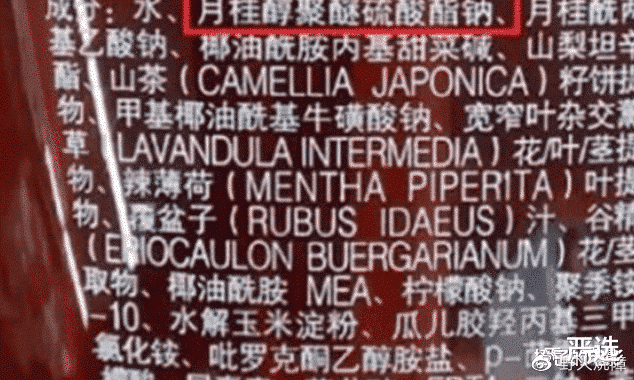 成分：水、月桂醇聚醚硫酸酯钠、月桂酰两
基乙酸钠、椰油酰胺丙基甜菜碱、山梨坦辛
酯、山茶（CAMELLIA JAPONICA）籽饼提
物、甲基椰油酰基牛磺酸钠、宽窄叶杂交薰
草（LAVANDULA INTERMEDIA）花/叶/茎提
物、辣薄荷（MENTHA PIPERITA）叶提
物、覆盆子（RUBUS IDAEUS）汁、谷精
（ERIOCAULON BUERGARIANUM）花/茎
取物、椰油酰胺 MEA、柠檬酸钠、聚季铵
-10、水解玉米淀粉、瓜儿胶羟丙基三甲
氯化铵、吡罗克酮乙醇胺盐、p-
严选